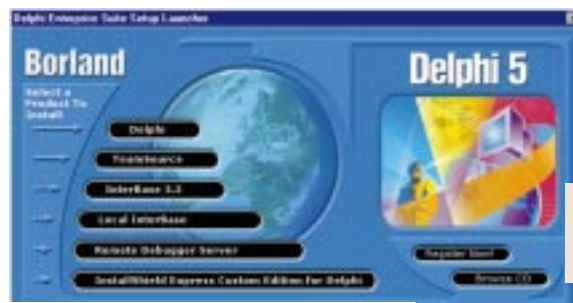 Delphi Enterprise Suite Setup Launcher
Borland
Delphi 5
Select a
Product To
Install:
Delphi
TeamSource
InterBase 5.5
Local InterBase
Remote Debugger Server
InstallShield Express Custom Edition for Delphi
Register Now!
Browse CD